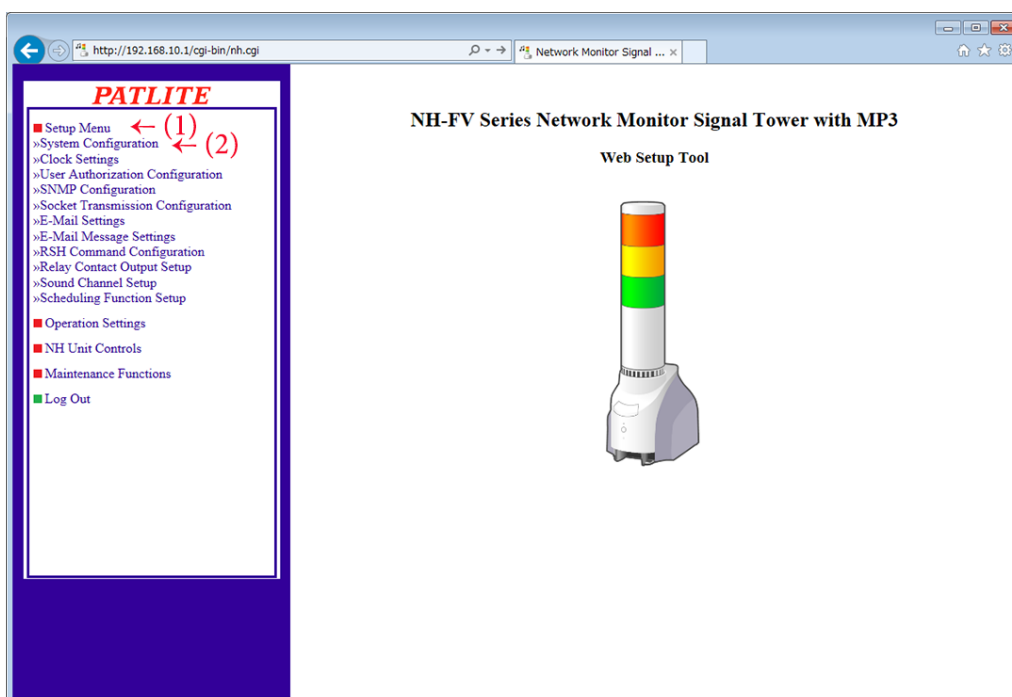 http://192.168.10.1/cgi-bin/nh.cgi
Network Monitor Signal ...
PATLITE
Setup Menu ← (1)
»System Configuration ← (2)
»Clock Settings
»User Authorization Configuration
»SNMP Configuration
»Socket Transmission Configuration
»E-Mail Settings
»E-Mail Message Settings
»RSH Command Configuration
»Relay Contact Output Setup
»Sound Channel Setup
»Scheduling Function Setup
Operation Settings
NH Unit Controls
Maintenance Functions
Log Out
NH-FV Series Network Monitor Signal Tower with MP3
Web Setup Tool